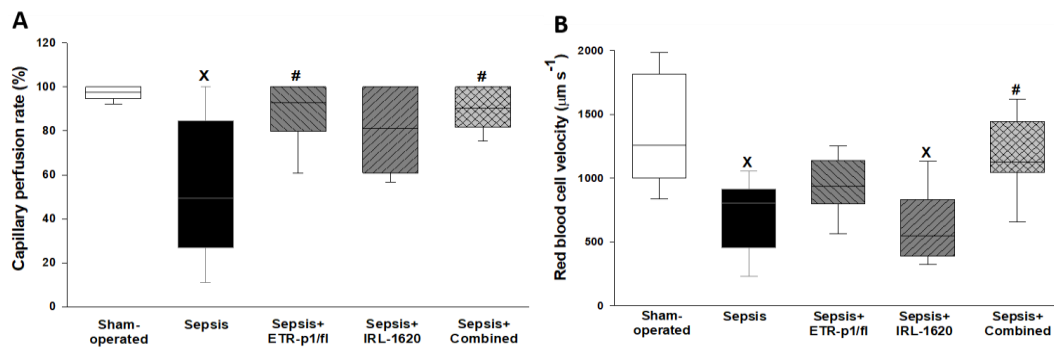 A
Capillary perfusion rate (%)
120
100
80
60
40
20
0
X
#
#
Sham-
operated
Sepsis
Sepsis+
ETR-p1/fl
Sepsis+
IRL-1620
Sepsis+
Combined
B
Red blood cell velocity (μm s⁻¹)
2000
1500
1000
500
0
X
X
#
Sham-
operated
Sepsis
Sepsis+
ETR-p1/fl
Sepsis+
IRL-1620
Sepsis+
Combined